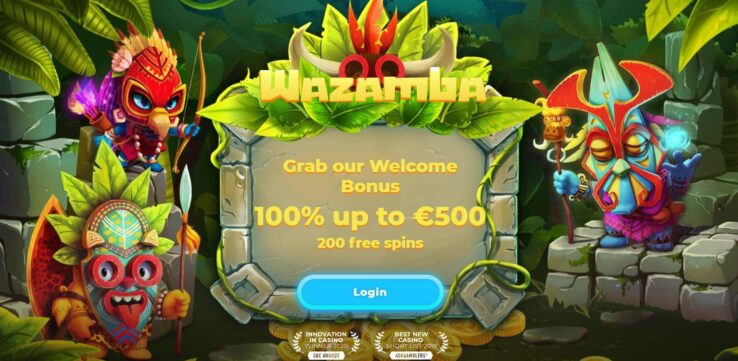 WAZAMBA
Grab our Welcome
Bonus
100% up to €500
200 free spins
Login
INNOVATION
IN CASINO
WINNER 2020
SBC AWARDS
BEST NEW
CASINO
SHORT LIST 2019
ASKGAMBLERS